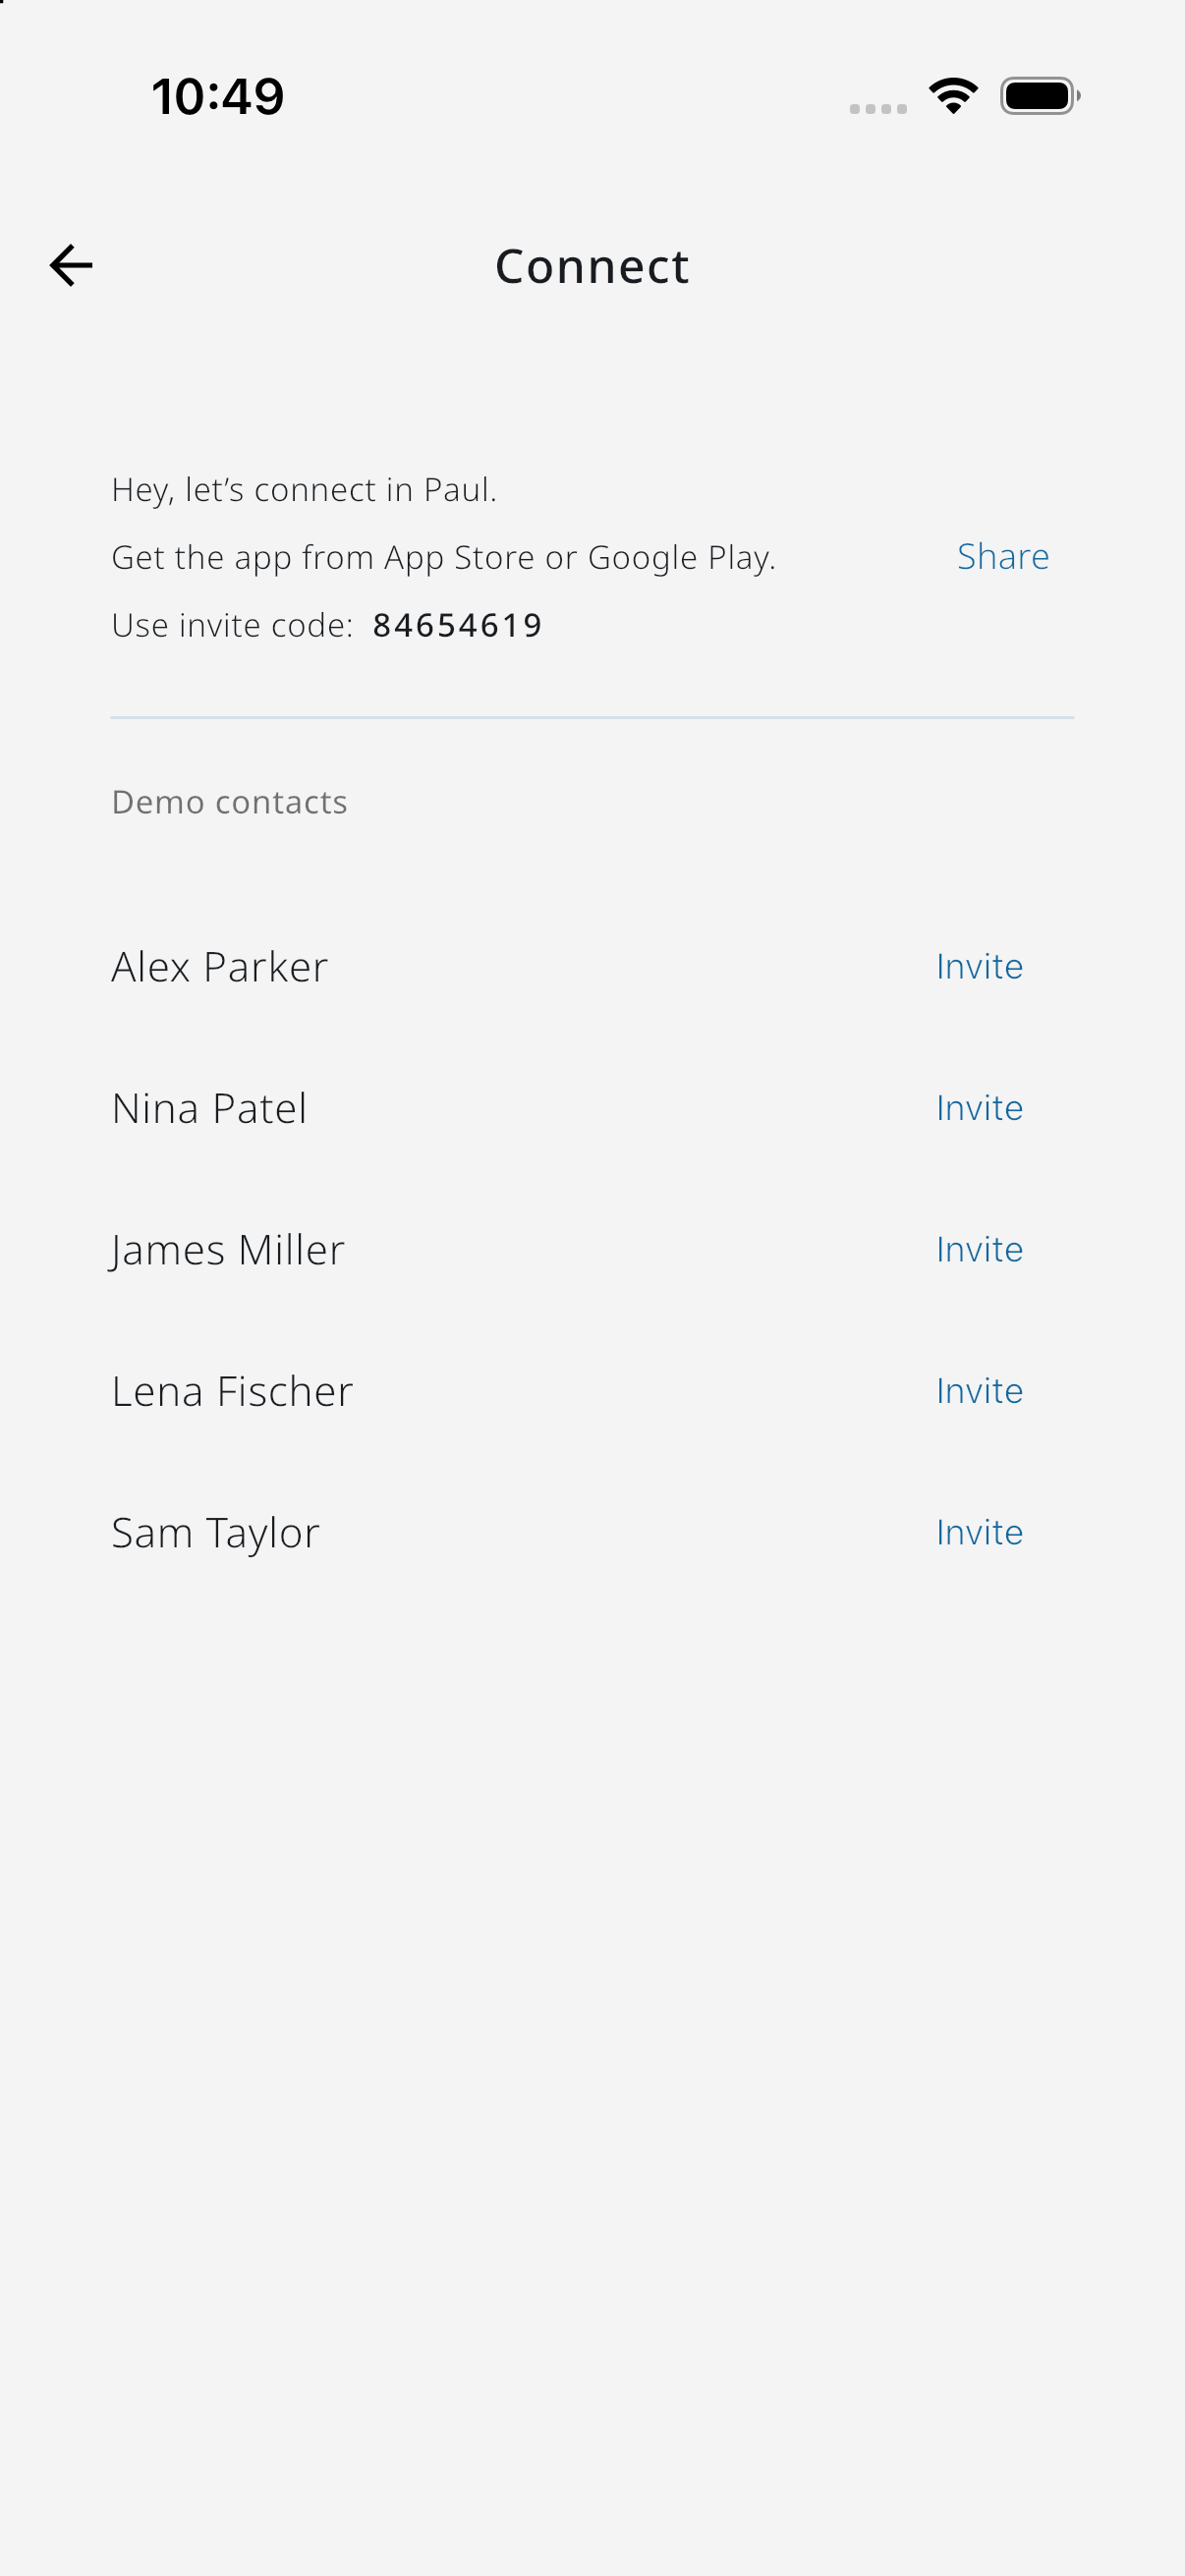 10:49
Connect
Hey, let’s connect in Paul.
Get the app from App Store or Google Play.
Share
Use invite code: 84654619
Demo contacts
Alex Parker Invite
Nina Patel Invite
James Miller Invite
Lena Fischer Invite
Sam Taylor Invite